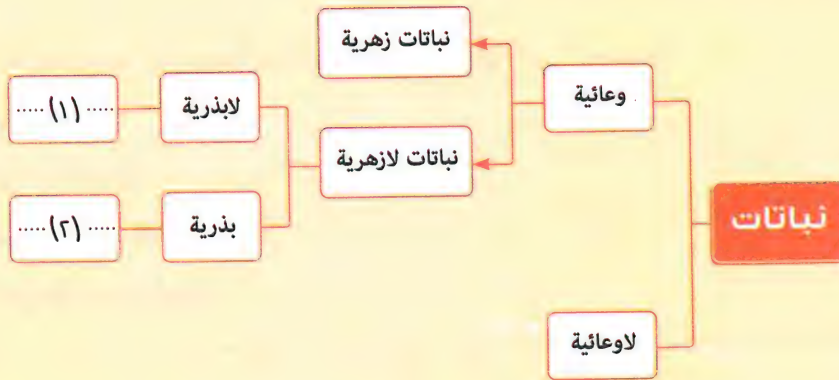 نباتات
وعائية
نباتات زهرية
نباتات لازهرية
لابذرية
..... (١) .....
بذرية
..... (٢) .....
لاوعائية